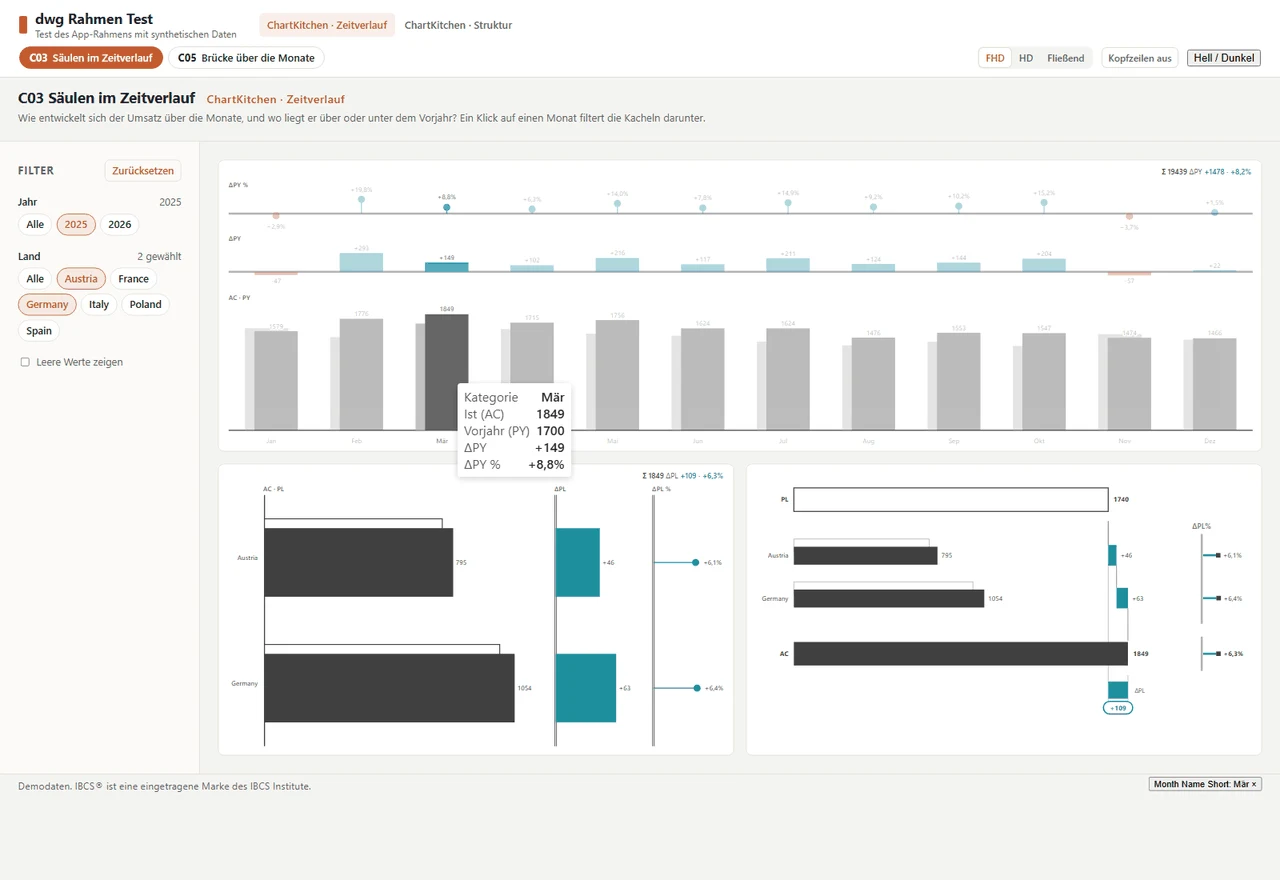 dwg Rahmen Test
Test des App-Rahmens mit synthetischen Daten
ChartKitchen · Zeitverlauf
ChartKitchen · Struktur
C03 Säulen im Zeitverlauf
C05 Brücke über die Monate
FHD HD Fließend
Kopfzeilen aus
Hell / Dunkel
C03 Säulen im Zeitverlauf ChartKitchen · Zeitverlauf
Wie entwickelt sich der Umsatz über die Monate, und wo liegt er über oder unter dem Vorjahr? Ein Klick auf einen Monat filtert die Kacheln darunter.
FILTER
Zurücksetzen
Jahr 2025
Alle 2025 2026
Land 2 gewählt
Alle Austria France
Germany Italy Poland
Spain
Leere Werte zeigen
Σ 19439 ΔPY +1478 · +8,2%
ΔPY %
−2,9% +19,8% +8,8% +6,3% +14,0% +7,8% +14,9% +9,2% +10,2% +15,2% −3,7% +1,5%
ΔPY
47 +293 +149 +102 +216 +117 +211 +124 +144 +204 -57 +22
AC · PY
1579 1776 1849 1715 1756 1624 1624 1476 1553 1547 1474 1466
Jan Feb Mär Mai Jun Jul Aug Sep Okt Nov Dez
Kategorie Mär
Ist (AC) 1849
Vorjahr (PY) 1700
ΔPY +149
ΔPY % +8,8%
Σ 1849 ΔPL +109 · +6,3%
AC · PL ΔPL ΔPL %
Austria 795 +46 +6,1%
Germany 1054 +63 +6,4%
PL 1740
ΔPL%
Austria 795 +46 +6,1%
Germany 1054 +63 +6,4%
AC 1849 +6,3%
ΔPL
+109
Demodaten. IBCS® ist eine eingetragene Marke des IBCS Institute.
Month Name Short: Mär ×